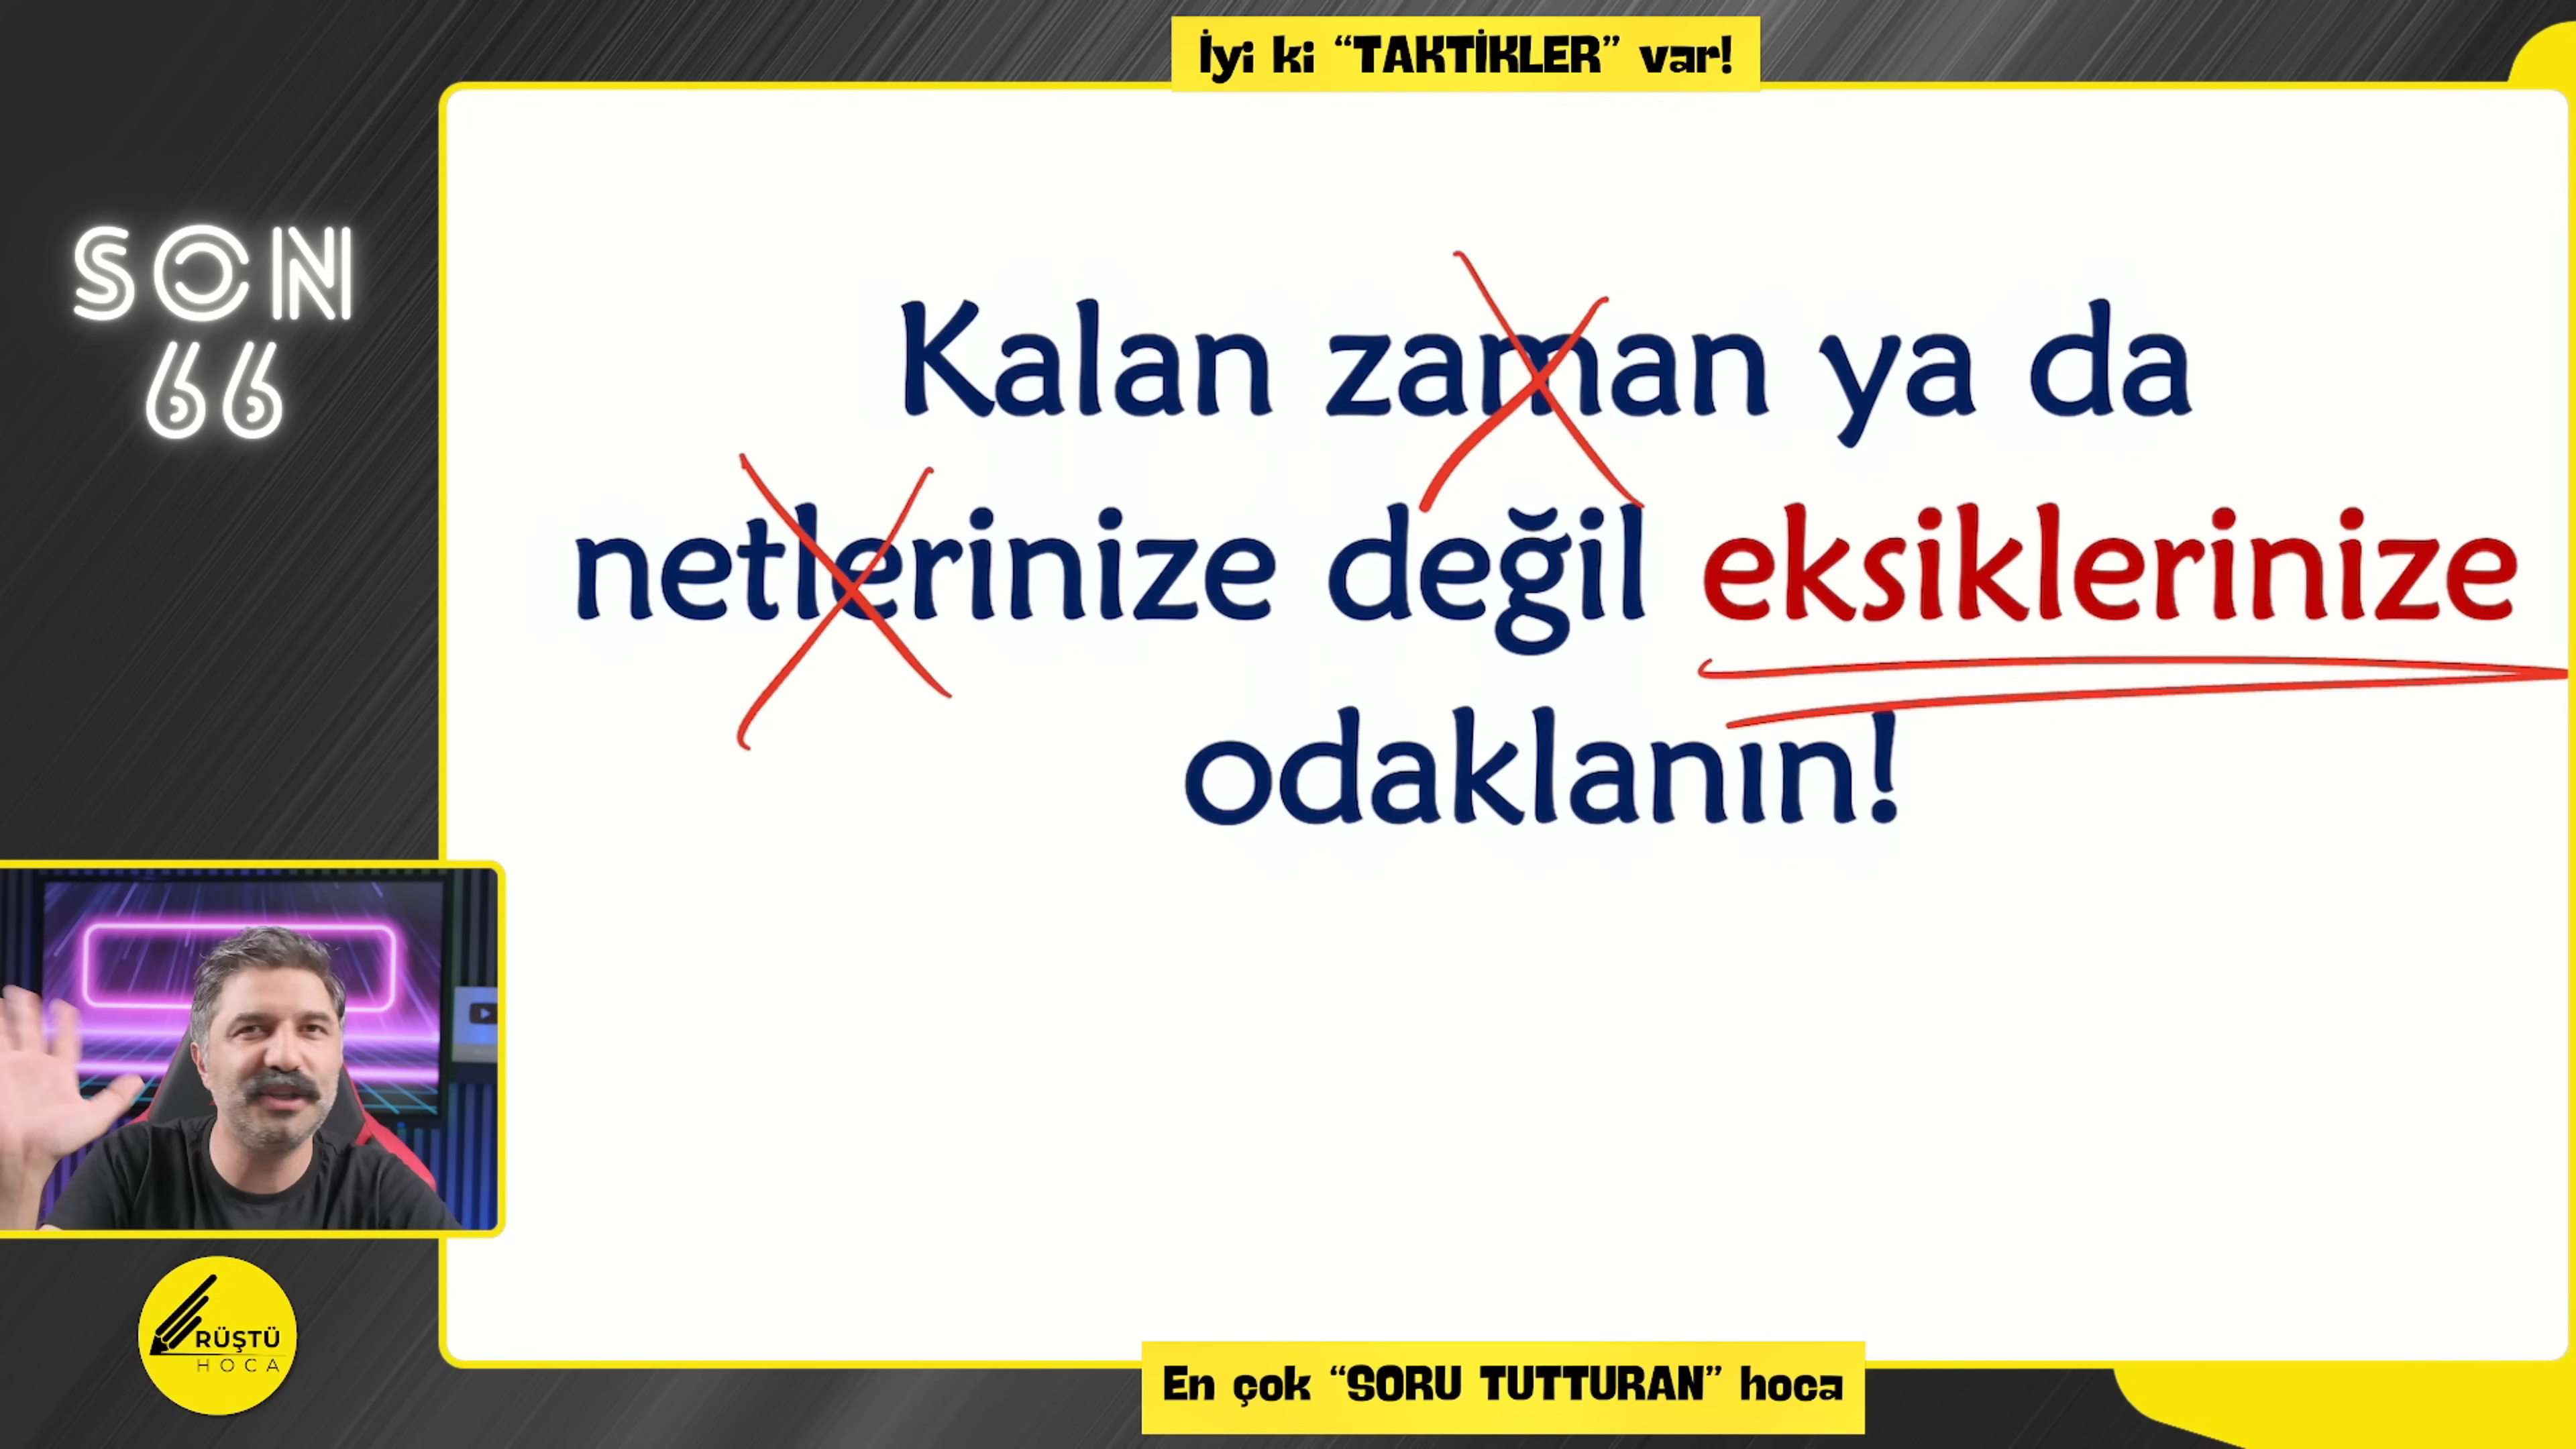 İyi ki “TAKTİKLER” var!
SON
66
Kalan zaman ya da
netlerinize değil eksiklerinize
odaklanın!
RÜŞTÜ
HOCA
En çok “SORU TUTTURAN” hoca